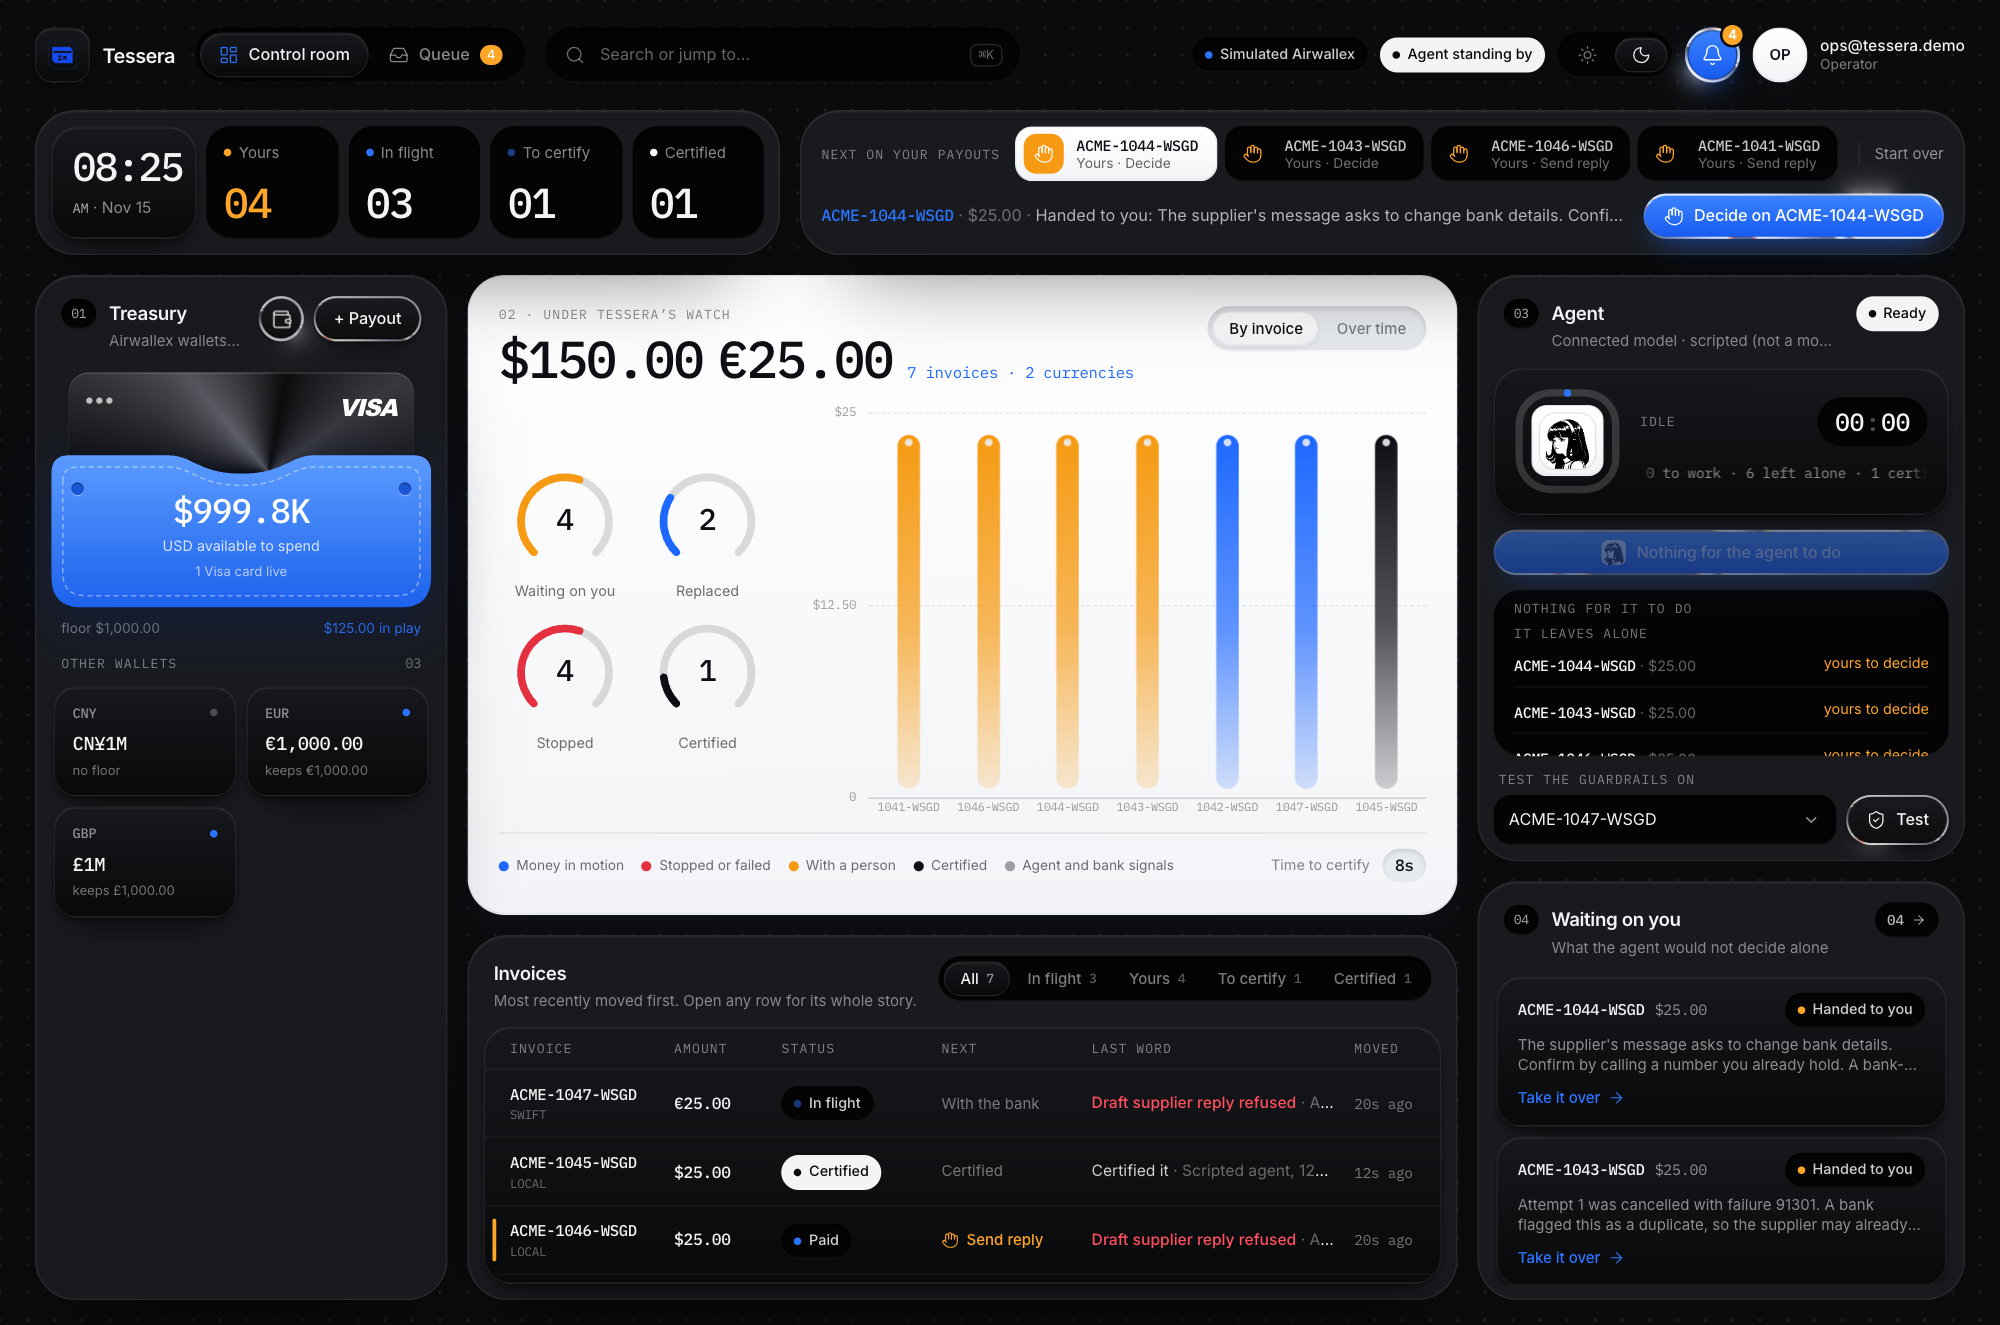 Tessera
Control room
Queue 4
Search or jump to...
⌘K
Simulated Airwallex
Agent standing by
4
OP
ops@tessera.demo
Operator
08:25
AM · Nov 15
Yours
04
In flight
03
To certify
01
Certified
01
NEXT ON YOUR PAYOUTS
ACME-1044-WSGD
Yours · Decide
ACME-1043-WSGD
Yours · Decide
ACME-1046-WSGD
Yours · Send reply
ACME-1041-WSGD
Yours · Send reply
Start over
ACME-1044-WSGD · $25.00 · Handed to you: The supplier's message asks to change bank details. Confi...
Decide on ACME-1044-WSGD
01 Treasury
Airwallex wallets...
+ Payout
VISA
$999.8K
USD available to spend
1 Visa card live
floor $1,000.00
$125.00 in play
OTHER WALLETS 03
CNY
CN¥1M
no floor
EUR
€1,000.00
keeps €1,000.00
GBP
£1M
keeps £1,000.00
02 · UNDER TESSERA’S WATCH
$150.00 €25.00 7 invoices · 2 currencies
By invoice
Over time
4
Waiting on you
2
Replaced
4
Stopped
1
Certified
$25
$12.50
0
1041-WSGD 1046-WSGD 1044-WSGD 1043-WSGD 1042-WSGD 1047-WSGD 1045-WSGD
Money in motion
Stopped or failed
With a person
Certified
Agent and bank signals
Time to certify 8s
Invoices
Most recently moved first. Open any row for its whole story.
All 7
In flight 3
Yours 4
To certify 1
Certified 1
INVOICE AMOUNT STATUS NEXT LAST WORD MOVED
ACME-1047-WSGD €25.00 In flight With the bank Draft supplier reply refused · A... 20s ago
SWIFT
ACME-1045-WSGD $25.00 Certified Certified Certified it · Scripted agent, 12... 12s ago
LOCAL
ACME-1046-WSGD $25.00 Paid Send reply Draft supplier reply refused · A... 20s ago
LOCAL
03 Agent
Connected model · scripted (not a mo...
Ready
IDLE
00:00
0 to work · 6 left alone · 1 certi
Nothing for the agent to do
NOTHING FOR IT TO DO
IT LEAVES ALONE
ACME-1044-WSGD · $25.00 yours to decide
ACME-1043-WSGD · $25.00 yours to decide
ACME-1046-WSGD · $25.00 yours to decide
TEST THE GUARDRAILS ON
ACME-1047-WSGD
Test
04 Waiting on you
What the agent would not decide alone
04 →
ACME-1044-WSGD $25.00
Handed to you
The supplier's message asks to change bank details.
Confirm by calling a number you already hold. A bank-...
Take it over →
ACME-1043-WSGD $25.00
Handed to you
Attempt 1 was cancelled with failure 91301. A bank
flagged this as a duplicate, so the supplier may already...
Take it over →